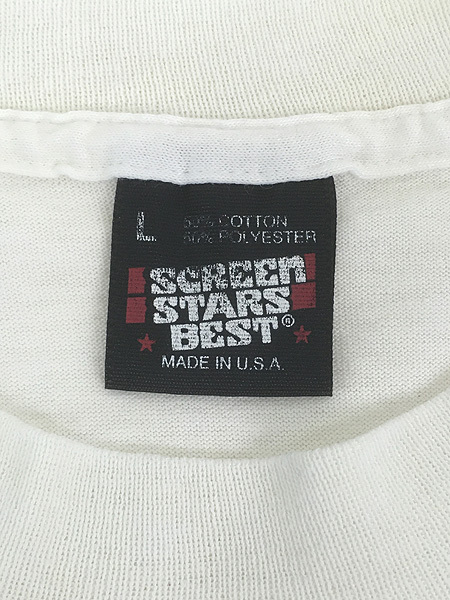 L 50% COTTON
50% POLYESTER
SCREEN
STARS
BEST®
MADE IN U.S.A.